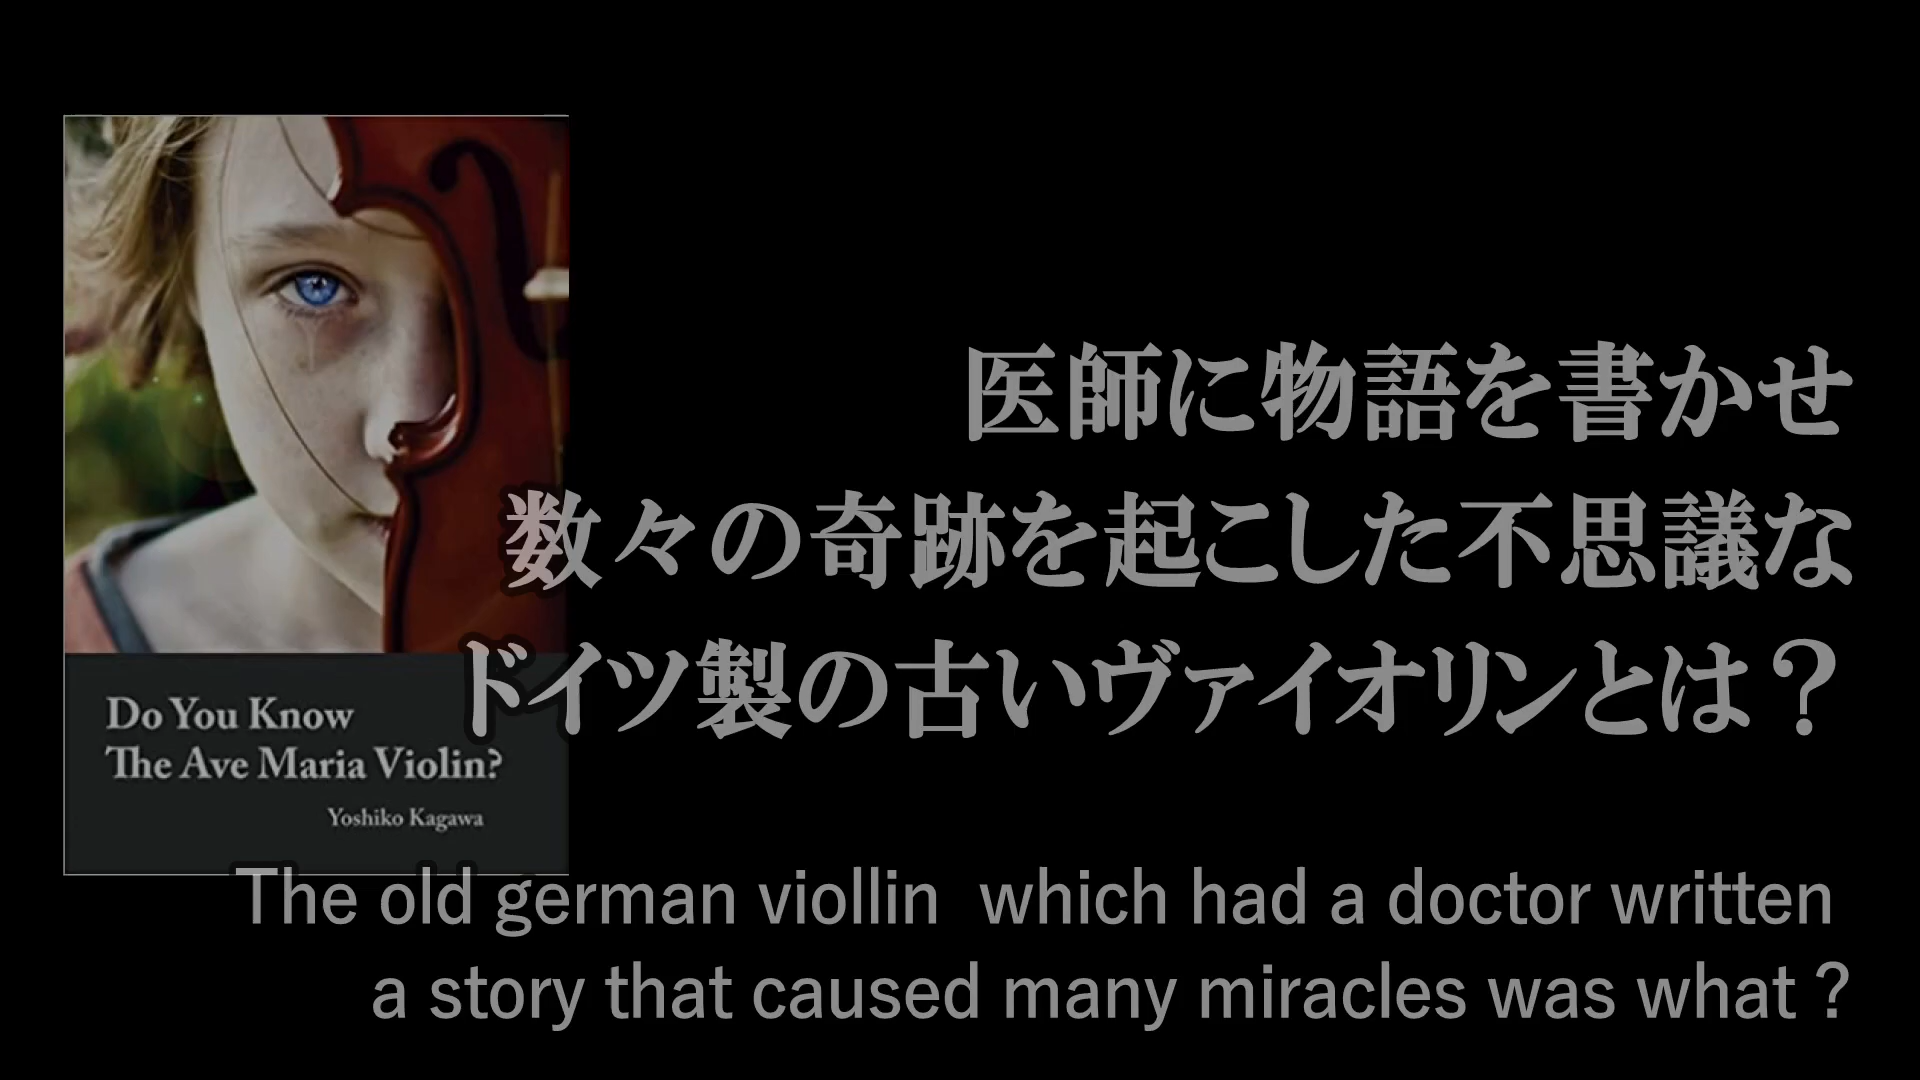 医師に物語を書かせ
数々の奇跡を起こした不思議な
ドイツ製の古いヴァイオリンとは？
Do You Know
The Ave Maria Violin?
Yoshiko Kagawa
The old german viollin  which had a doctor written
a story that caused many miracles was what ?